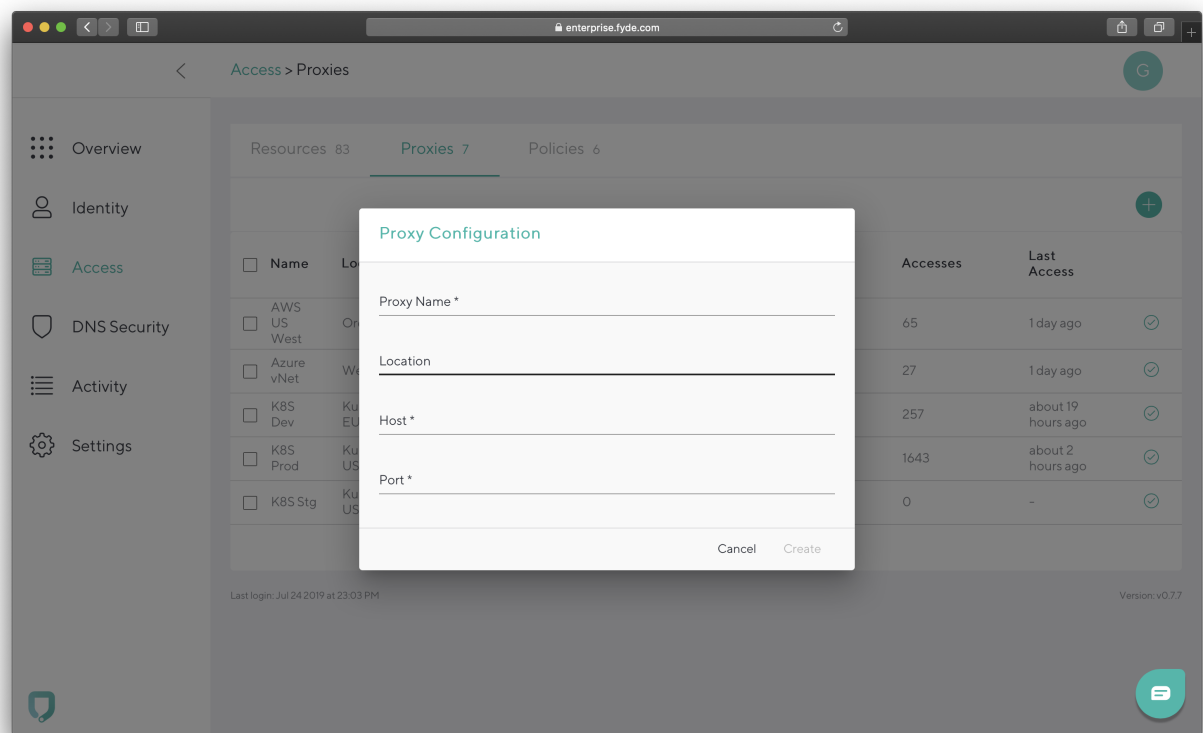 enterprise.fyde.com
Access > Proxies
G
Overview
Identity
Access
DNS Security
Activity
Settings
Resources 83 Proxies 7 Policies 6
Proxy Configuration
Proxy Name *
Location
Host *
Port *
Cancel Create
Name Accesses Last
Access
AWS
US
West
65 1 day ago
Azure
vNet
27 1 day ago
K8S
Dev
257 about 19
hours ago
K8S
Prod
1643 about 2
hours ago
K8S Stg 0 -
Last login: Jul 24 2019 at 23:03 PM Version: v0.7.7